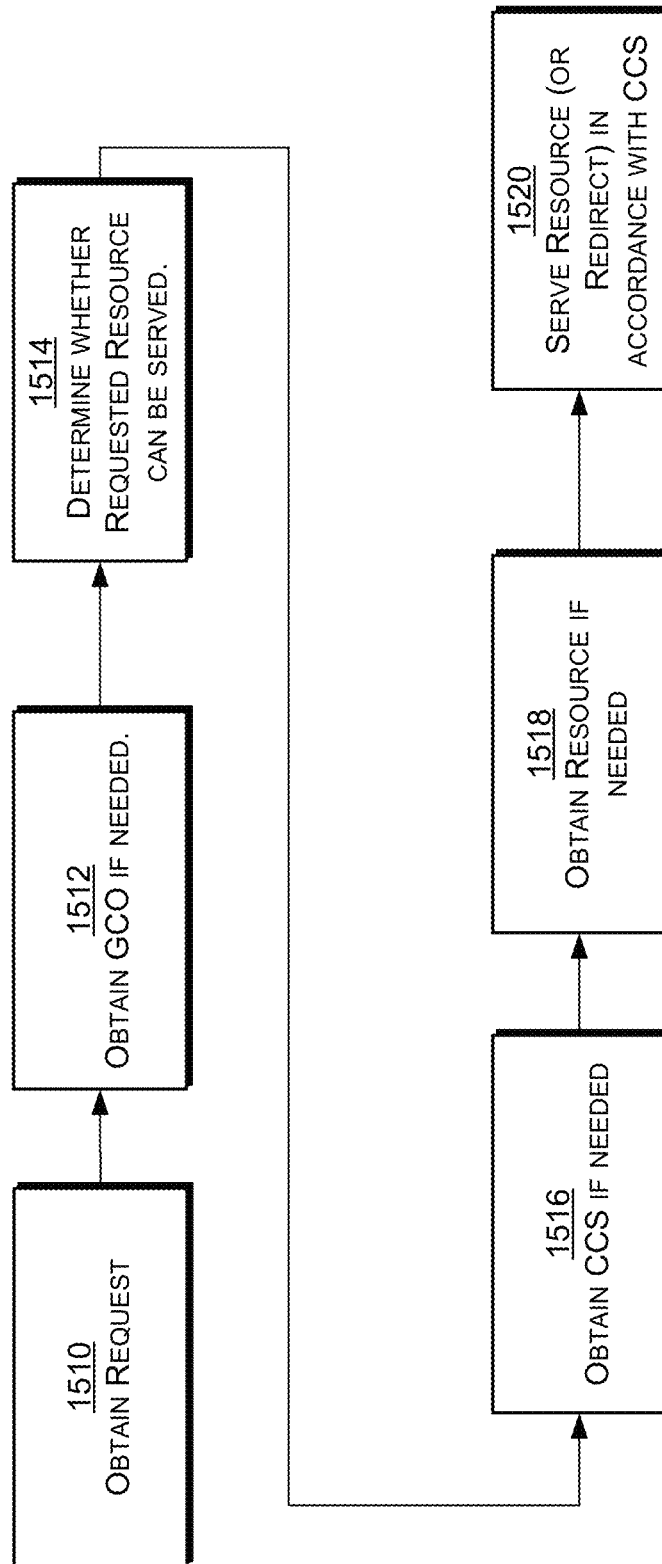 1510
OBTAIN REQUEST
1512
OBTAIN GCO IF NEEDED.
1514
DETERMINE WHETHER
REQUESTED RESOURCE
CAN BE SERVED.
1516
OBTAIN CCS IF NEEDED
1518
OBTAIN RESOURCE IF
NEEDED
1520
SERVE RESOURCE (OR
REDIRECT) IN
ACCORDANCE WITH CCS